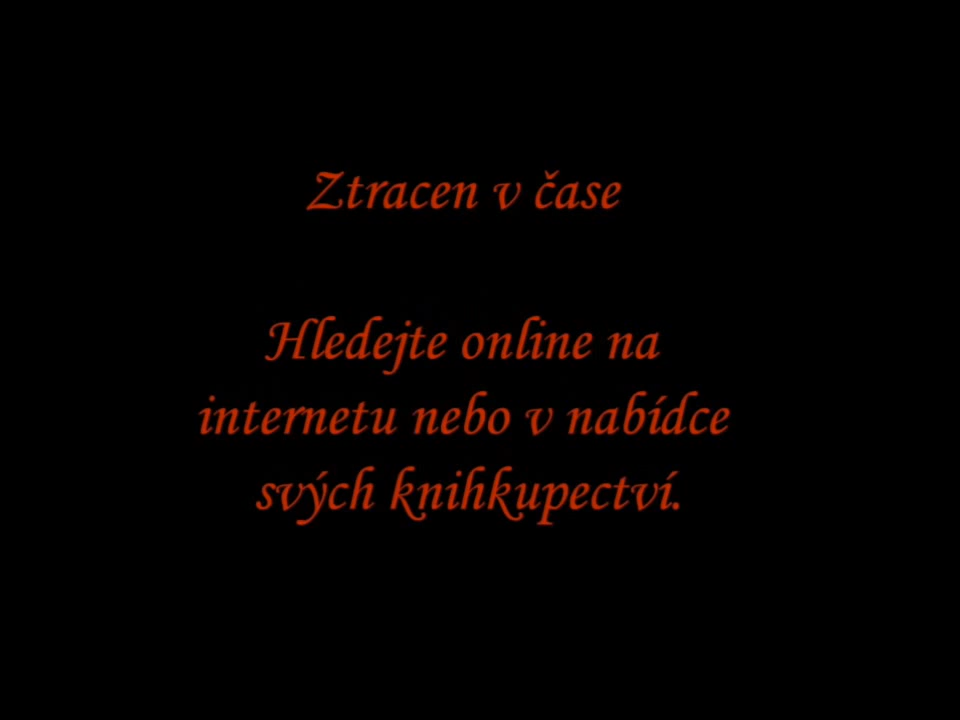 Ztracen v čase
Hledejte online na
internetu nebo v nabídce
svých knihkupectví.